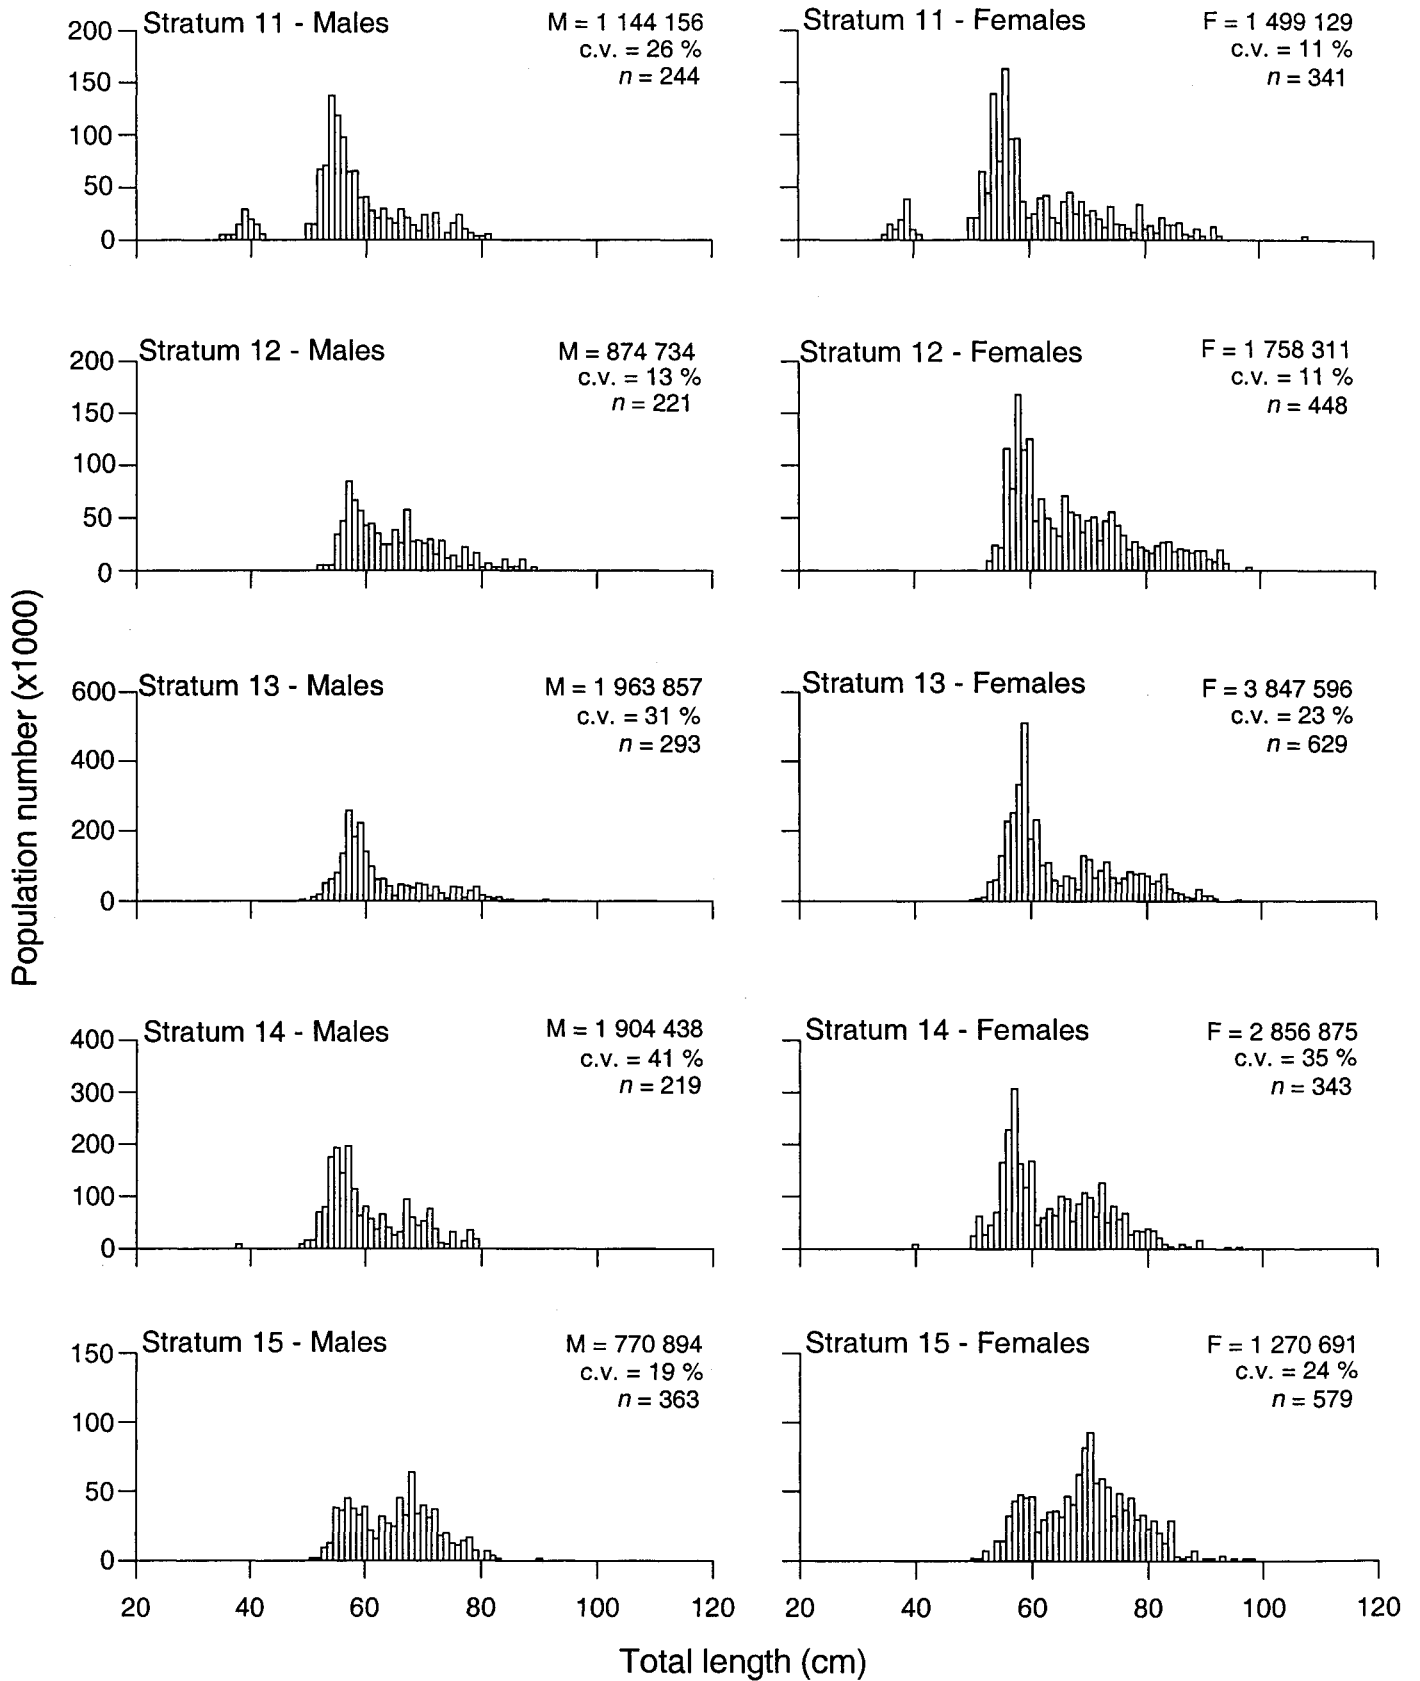 Stratum 11 - Males
M = 1 144 156
c.v. = 26 %
n = 244
200
150
100
50
0
Stratum 11 - Females
F = 1 499 129
c.v. = 11 %
n = 341
Stratum 12 - Males
M = 874 734
c.v. = 13 %
n = 221
200
150
100
50
0
Stratum 12 - Females
F = 1 758 311
c.v. = 11 %
n = 448
Population number (x1000)
Stratum 13 - Males
M = 1 963 857
c.v. = 31 %
n = 293
600
400
200
0
Stratum 13 - Females
F = 3 847 596
c.v. = 23 %
n = 629
Stratum 14 - Males
M = 1 904 438
c.v. = 41 %
n = 219
400
300
200
100
0
Stratum 14 - Females
F = 2 856 875
c.v. = 35 %
n = 343
Stratum 15 - Males
M = 770 894
c.v. = 19 %
n = 363
150
100
50
0
Stratum 15 - Females
F = 1 270 691
c.v. = 24 %
n = 579
20 40 60 80 100 120
20 40 60 80 100 120
Total length (cm)